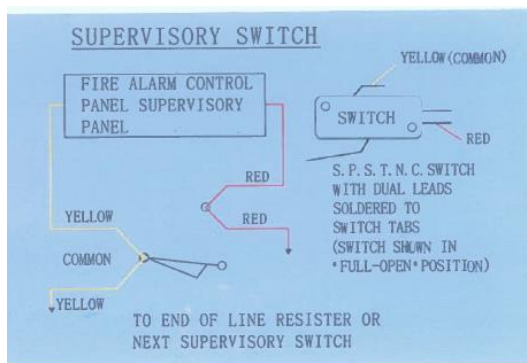 SUPERVISORY SWITCH
FIRE ALARM CONTROL
PANEL SUPERVISORY
PANEL
YELLOW(COMMON)
SWITCH
RED
RED
RED
YELLOW
COMMON
YELLOW
S.P.S.T.N.C.SWITCH
WITH DUAL LEADS
SOLDERED TO
SWITCH TABS
(SWITCH SHOWN IN
"FULL-OPEN" POSITION)
TO END OF LINE RESISTER OR
NEXT SUPERVISORY SWITCH